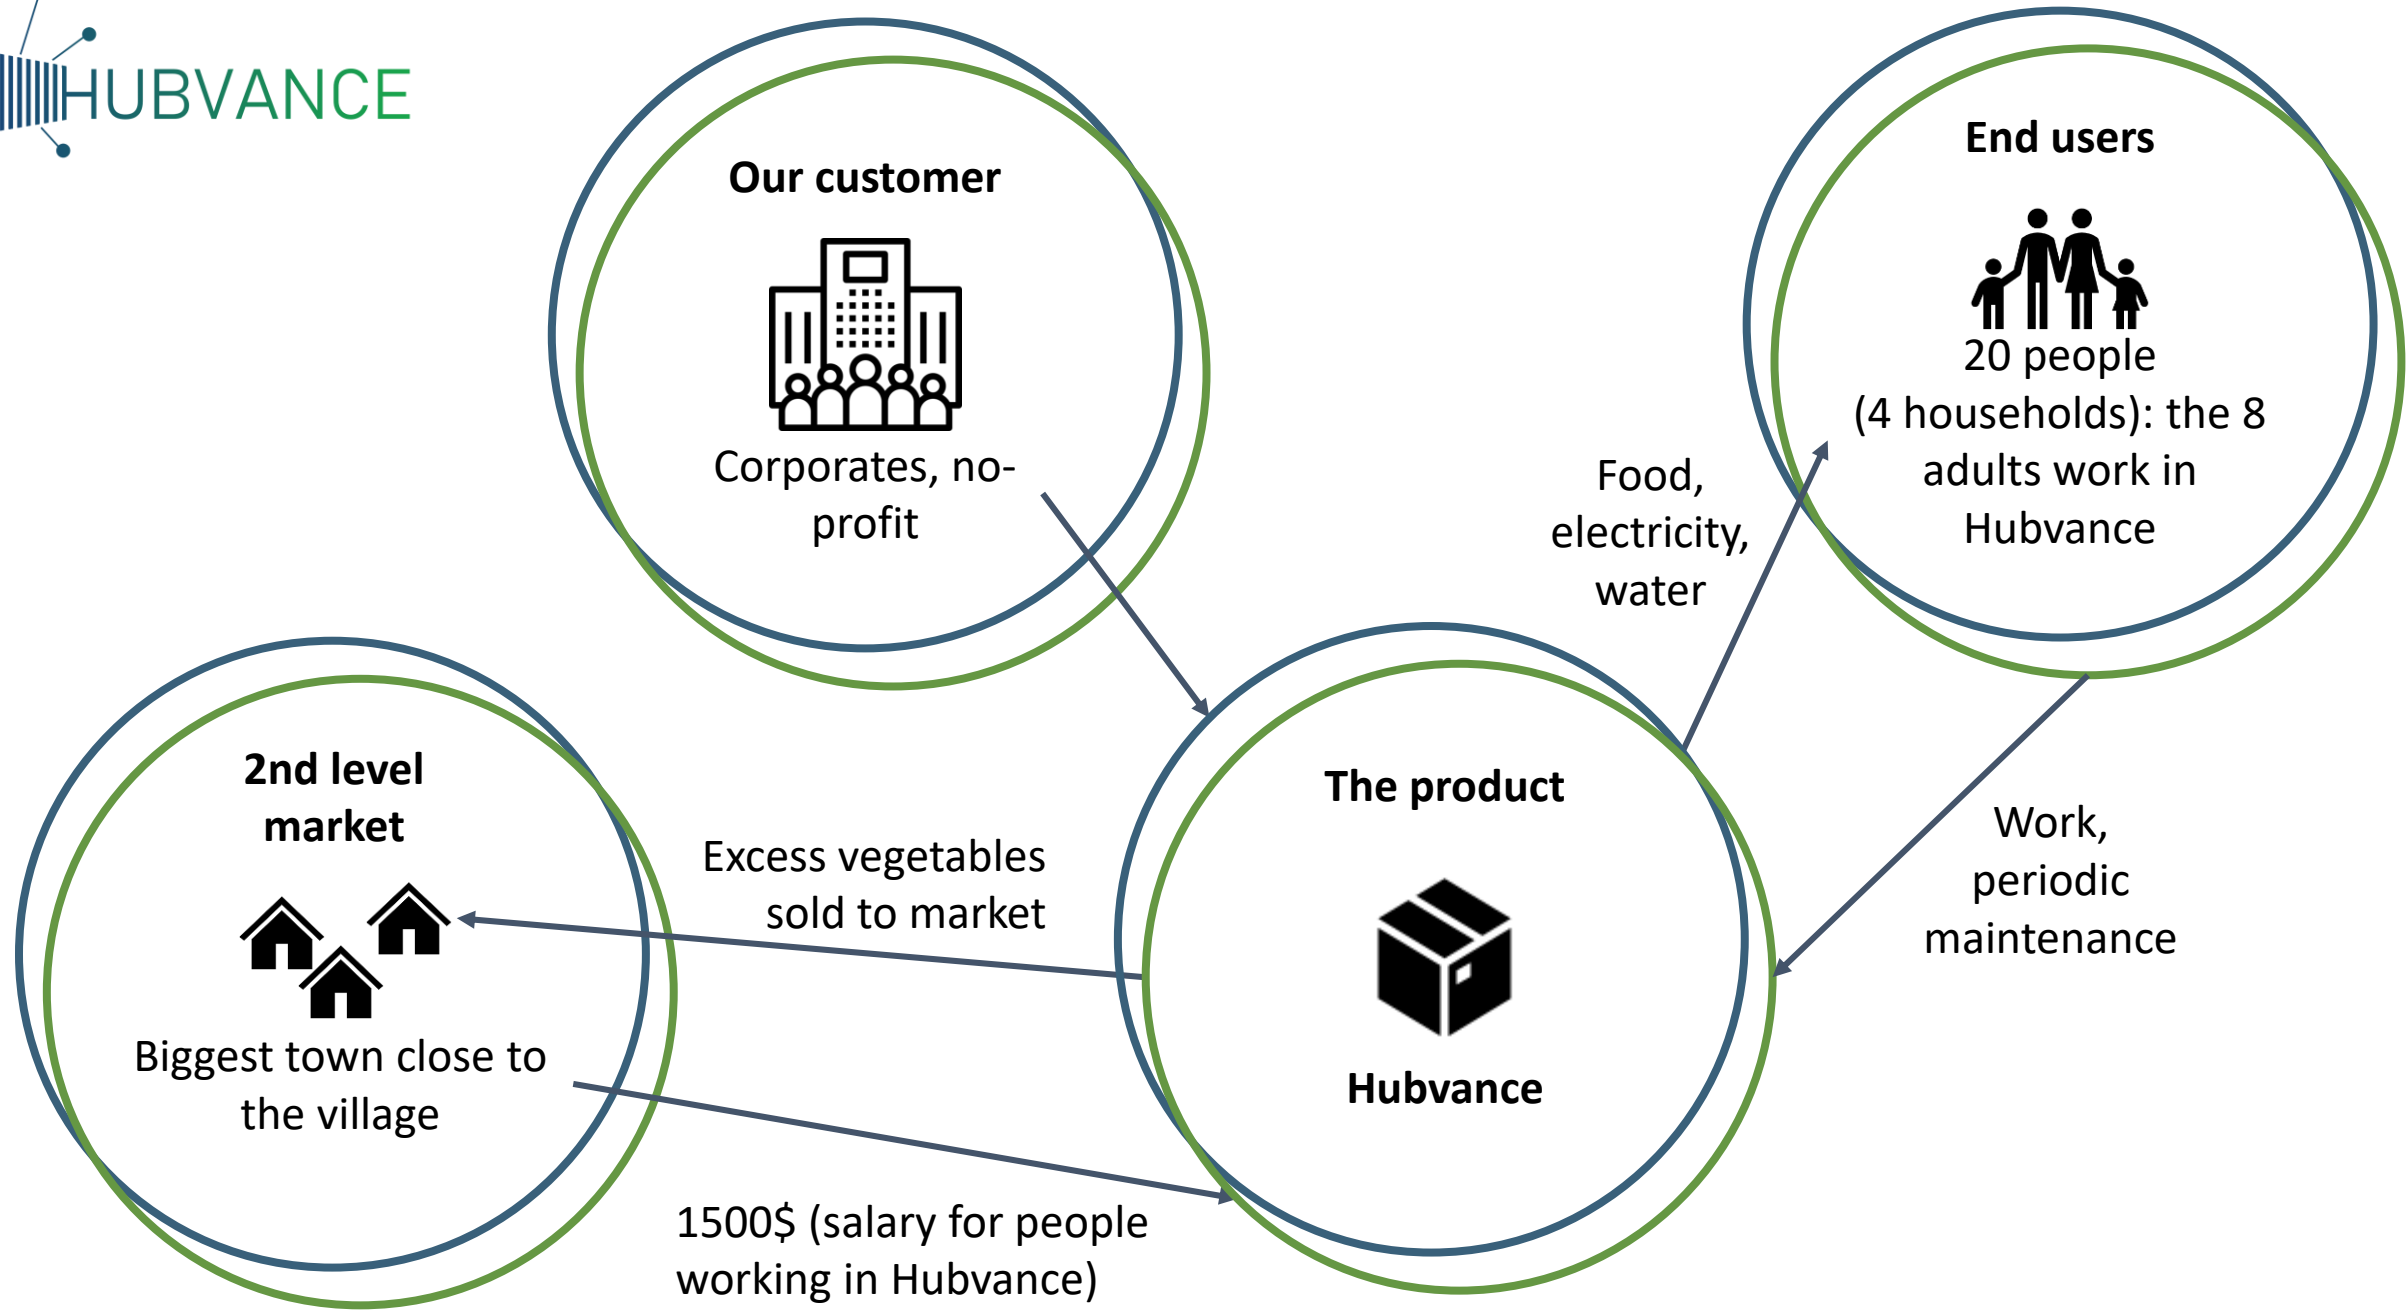 HUBVANCE
Our customer
Corporates, no-
profit
End users
20 people
(4 households): the 8
adults work in
Hubvance
Food,
electricity,
water
2nd level
market
Biggest town close to
the village
Excess vegetables
sold to market
The product
Hubvance
Work,
periodic
maintenance
1500$ (salary for people
working in Hubvance)